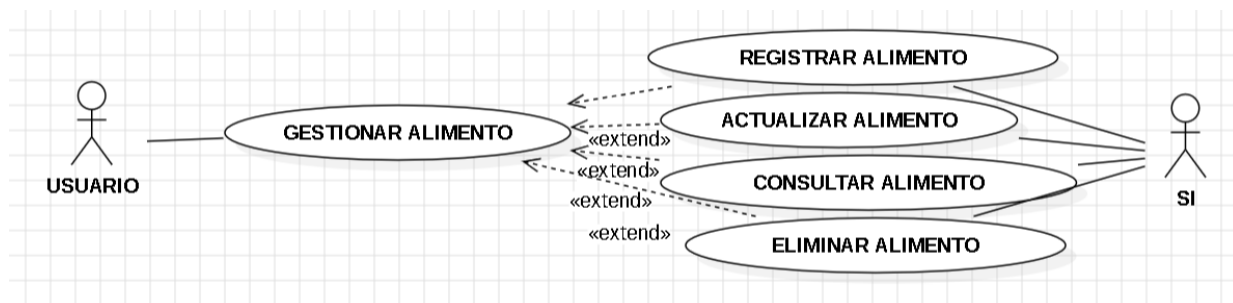 REGISTRAR ALIMENTO
GESTIONAR ALIMENTO
ACTUALIZAR ALIMENTO
«extend»
«extend»
CONSULTAR ALIMENTO
USUARIO
SI
«extend»
«extend»
ELIMINAR ALIMENTO